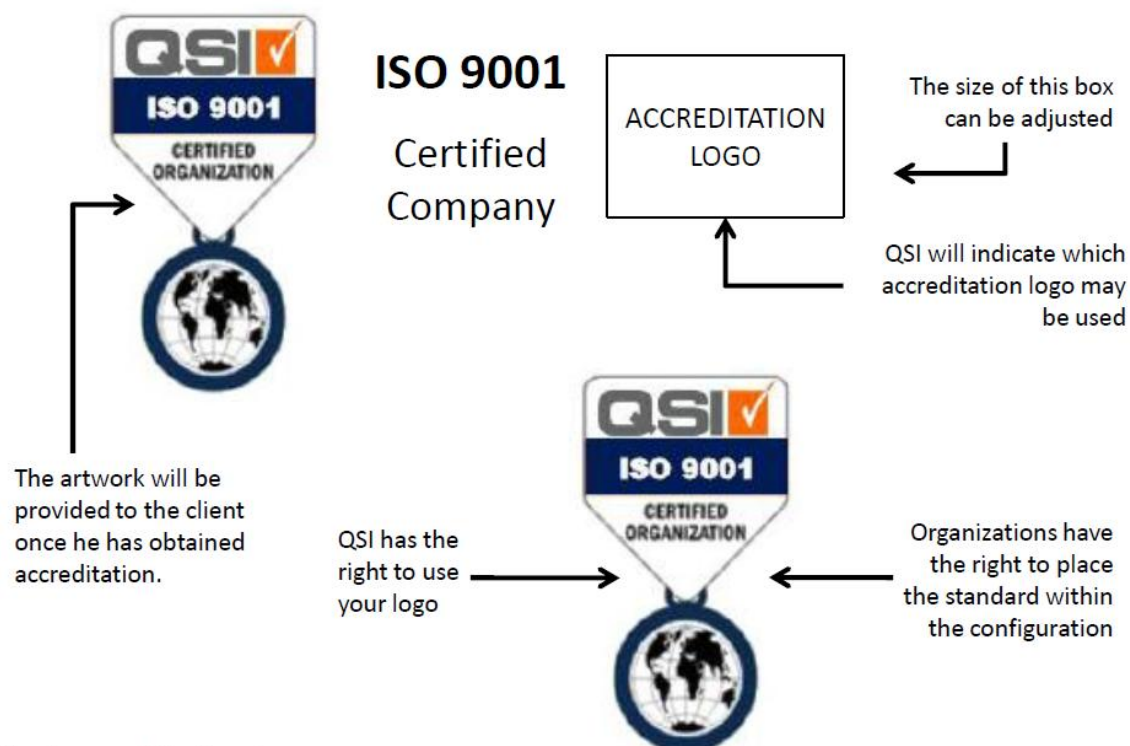 QSI
ISO 9001
CERTIFIED
ORGANIZATION
ISO 9001
Certified
Company
ACCREDITATION
LOGO
The size of this box
can be adjusted
QSI will indicate which
accreditation logo may
be used
The artwork will be
provided to the client
once he has obtained
accreditation.
QSI has the
right to use
your logo
QSI
ISO 9001
CERTIFIED
ORGANIZATION
Organizations have
the right to place
the standard within
the configuration